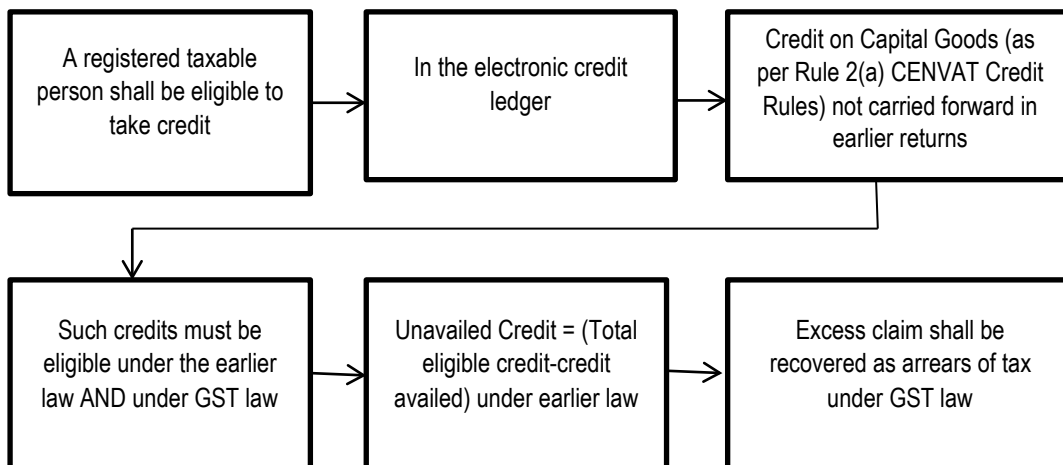 A registered taxable
person shall be eligible to
take credit
In the electronic credit
ledger
Credit on Capital Goods (as
per Rule 2(a) CENVAT Credit
Rules) not carried forward in
earlier returns
Such credits must be
eligible under the earlier
law AND under GST law
Unavailed Credit = (Total
eligible credit-credit
availed) under earlier law
Excess claim shall be
recovered as arrears of tax
under GST law